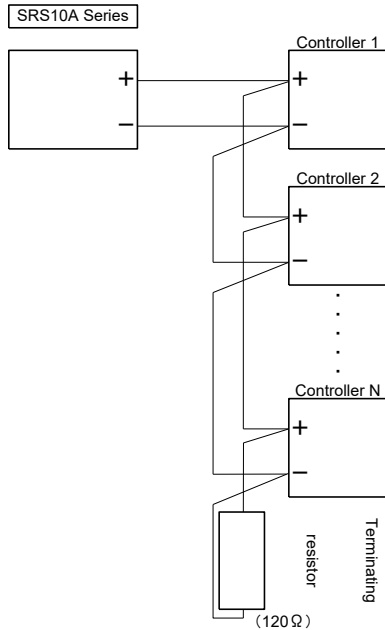 SRS10A Series
Controller 1
+
+
−
−
Controller 2
+
−
Controller N
+
−
Terminating
resistor
(120Ω)